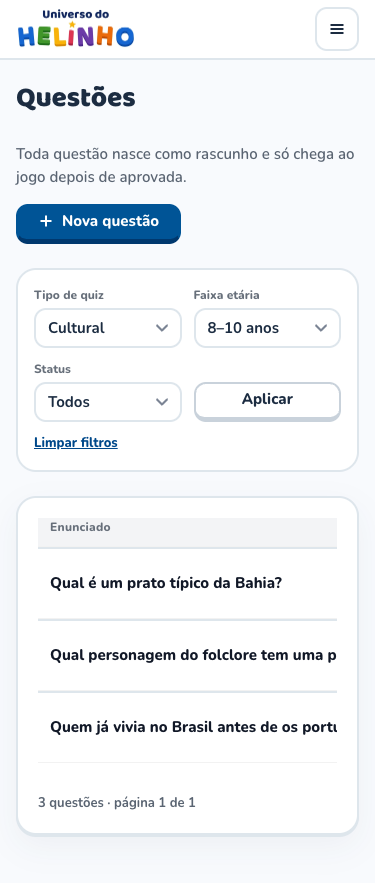 Universo do
HELINHO
Questões
Toda questão nasce como rascunho e só chega ao
jogo depois de aprovada.
+ Nova questão
Tipo de quiz
Faixa etária
Cultural
8–10 anos
Status
Todos
Aplicar
Limpar filtros
Enunciado
Qual é um prato típico da Bahia?
Qual personagem do folclore tem uma p
Quem já vivia no Brasil antes de os portu
3 questões · página 1 de 1